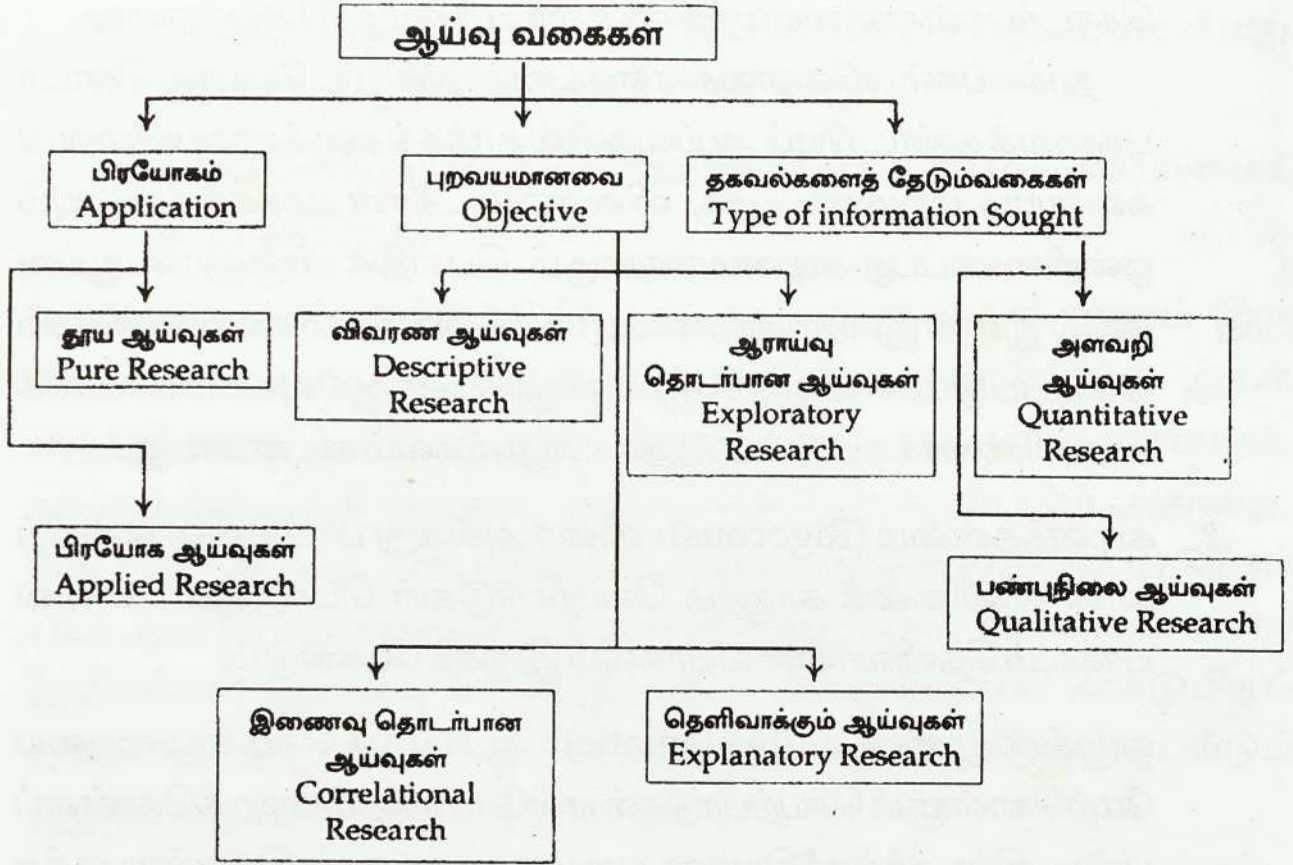 ஆய்வு வகைகள்
பிரயோகம்
Application
புறவயமானவை
Objective
தகவல்களைத் தேடும்வகைகள்
Type of information Sought
தூய ஆய்வுகள்
Pure Research
விவரண ஆய்வுகள்
Descriptive
Research
ஆராய்வு
தொடர்பான ஆய்வுகள்
Exploratory
Research
அளவறி
ஆய்வுகள்
Quantitative
Research
பிரயோக ஆய்வுகள்
Applied Research
பண்புநிலை ஆய்வுகள்
Qualitative Research
இணைவு தொடர்பான
ஆய்வுகள்
Correlational
Research
தெளிவாக்கும் ஆய்வுகள்
Explanatory Research